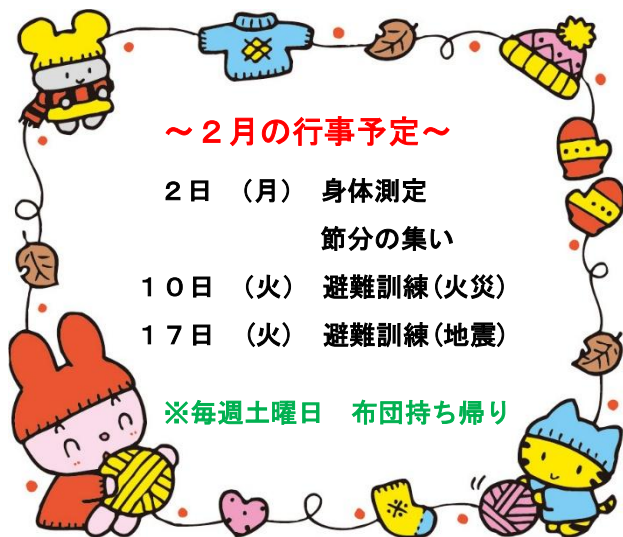 ～２月の行事予定～
２日　（月）　身体測定
節分の集い
１０日　（火）　避難訓練(火災)
１７日　（火）　避難訓練(地震)
※毎週土曜日　布団持ち帰り